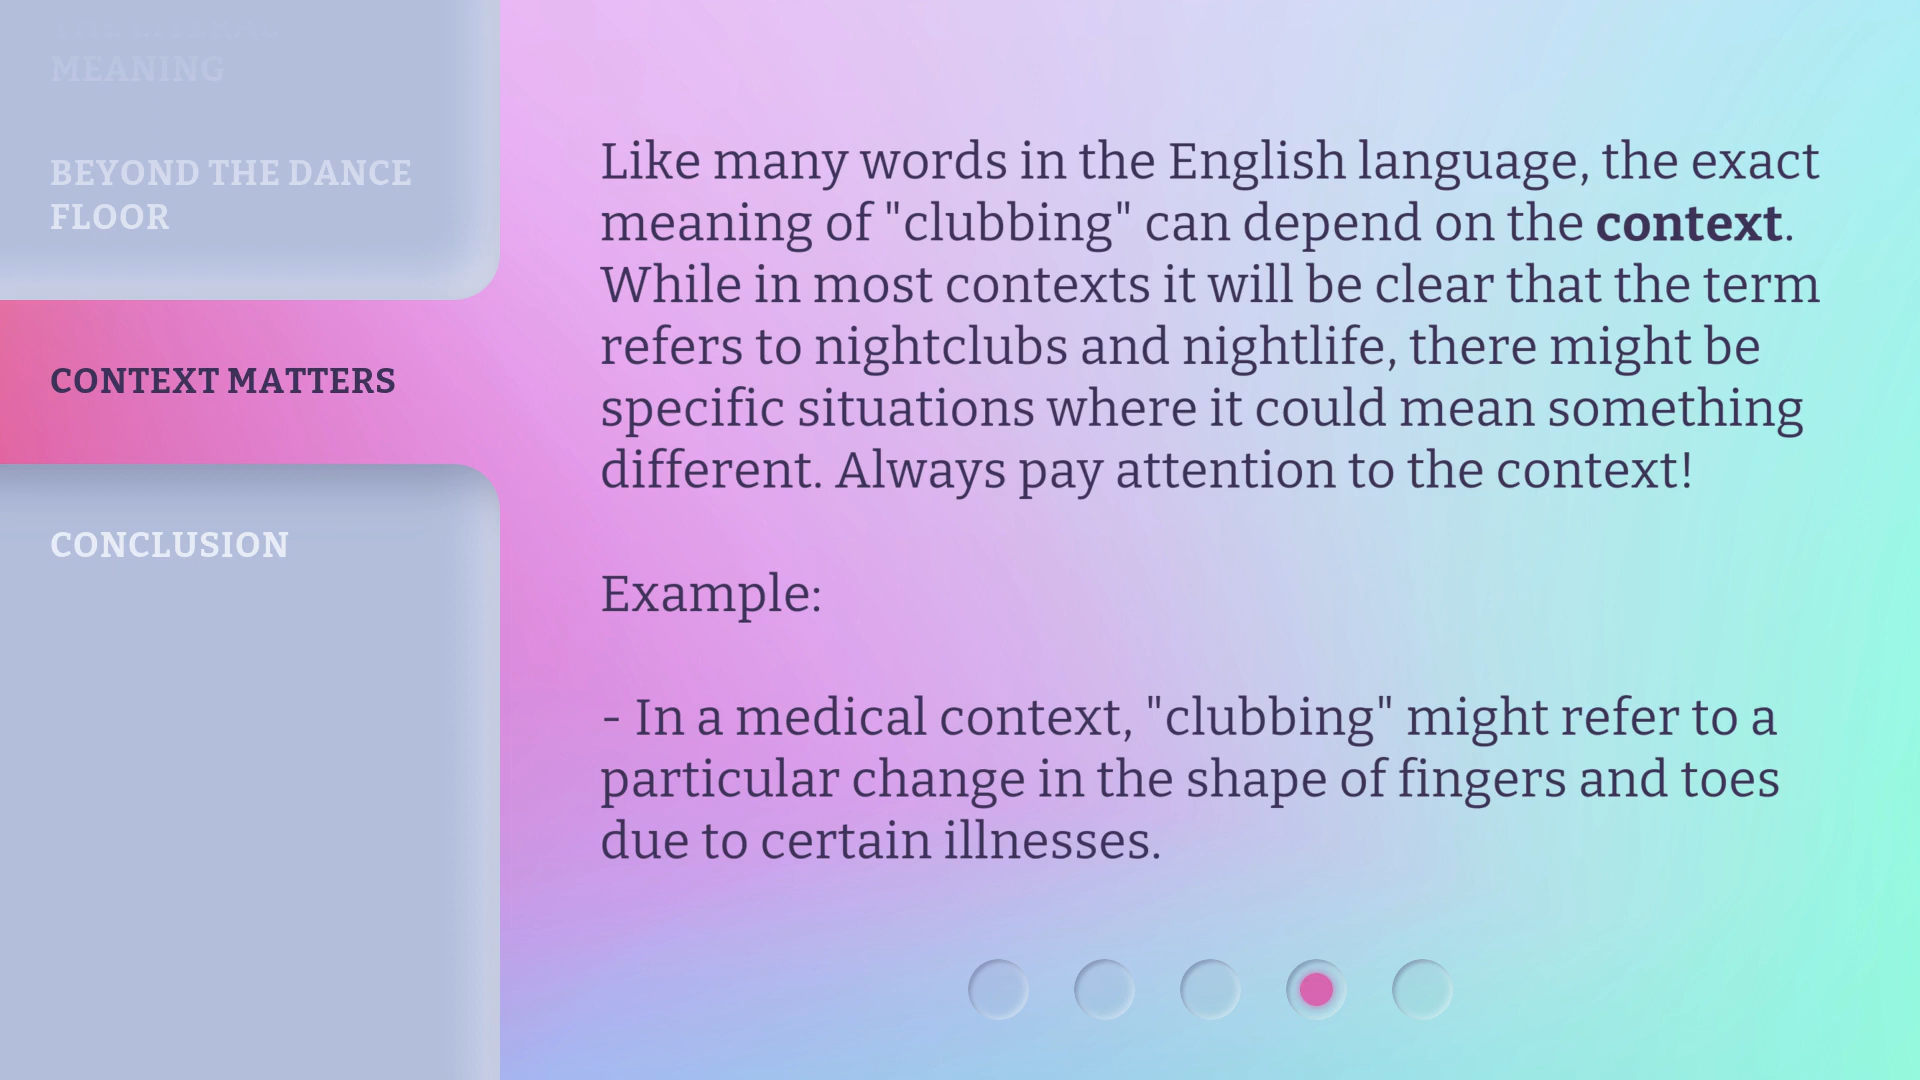 MEANING
BEYOND THE DANCE
FLOOR
CONTEXT MATTERS
CONCLUSION
Like many words in the English language, the exact
meaning of "clubbing" can depend on the context.
While in most contexts it will be clear that the term
refers to nightclubs and nightlife, there might be
specific situations where it could mean something
different. Always pay attention to the context!
Example:
- In a medical context, "clubbing" might refer to a
particular change in the shape of fingers and toes
due to certain illnesses.